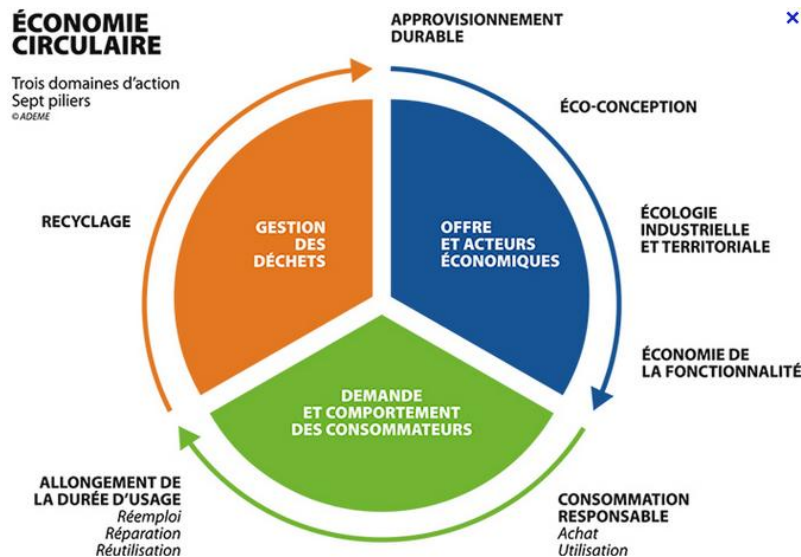 ÉCONOMIE
CIRCULAIRE
Trois domaines d'action
Sept piliers
© ADEME
APPROVISIONNEMENT
DURABLE
ÉCO-CONCEPTION
ÉCOLOGIE
INDUSTRIELLE
ET TERRITORIALE
ÉCONOMIE DE
LA FONCTIONNALITÉ
CONSOMMATION
RESPONSABLE
Achat
Utilisation
ALLONGEMENT DE
LA DURÉE D'USAGE
Réemploi
Réparation
Réutilisation
RECYCLAGE
GESTION
DES
DÉCHETS
OFFRE
ET ACTEURS
ÉCONOMIQUES
DEMANDE
ET COMPORTEMENT
DES CONSOMMATEURS